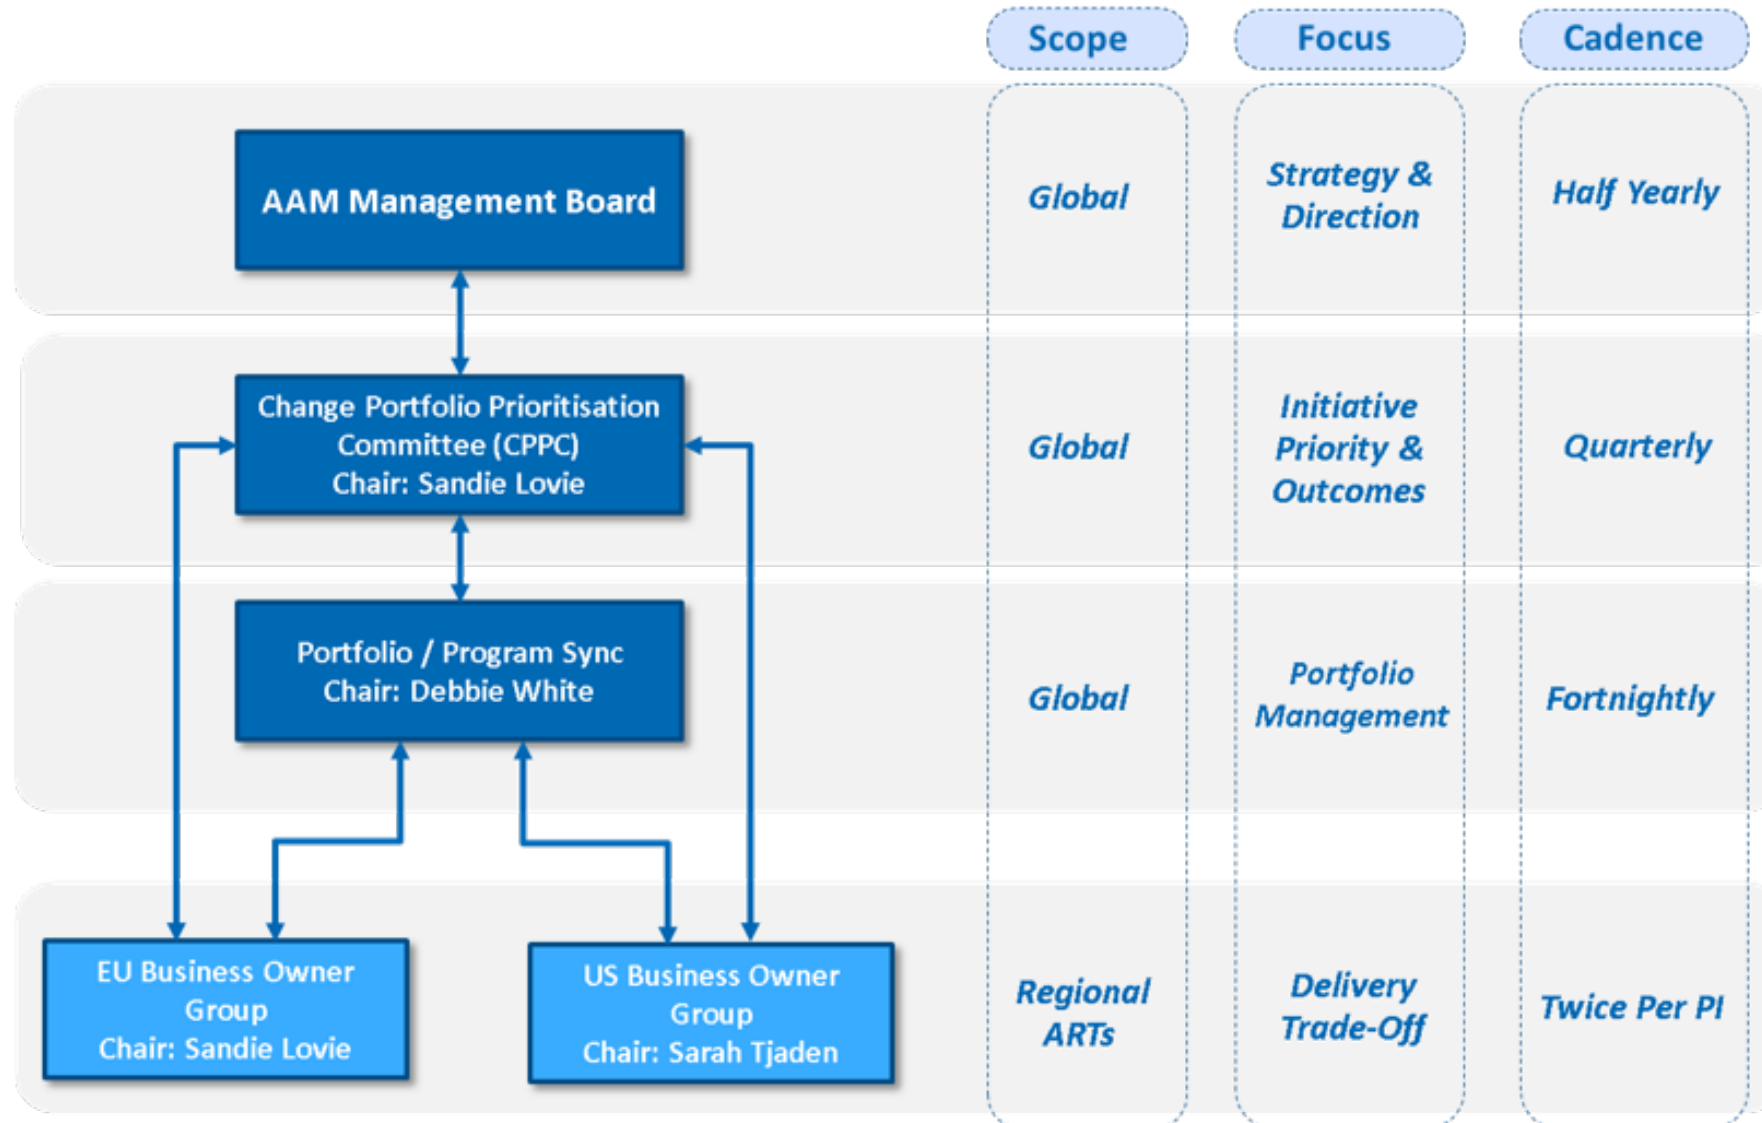 Scope
Focus
Cadence
AAM Management Board
Global
Strategy &
Direction
Half Yearly
Change Portfolio Prioritisation
Committee (CPPC)
Chair: Sandie Lovie
Global
Initiative
Priority &
Outcomes
Quarterly
Portfolio / Program Sync
Chair: Debbie White
Global
Portfolio
Management
Fortnightly
EU Business Owner
Group
Chair: Sandie Lovie
US Business Owner
Group
Chair: Sarah Tjaden
Regional
ARTs
Delivery
Trade-Off
Twice Per PI